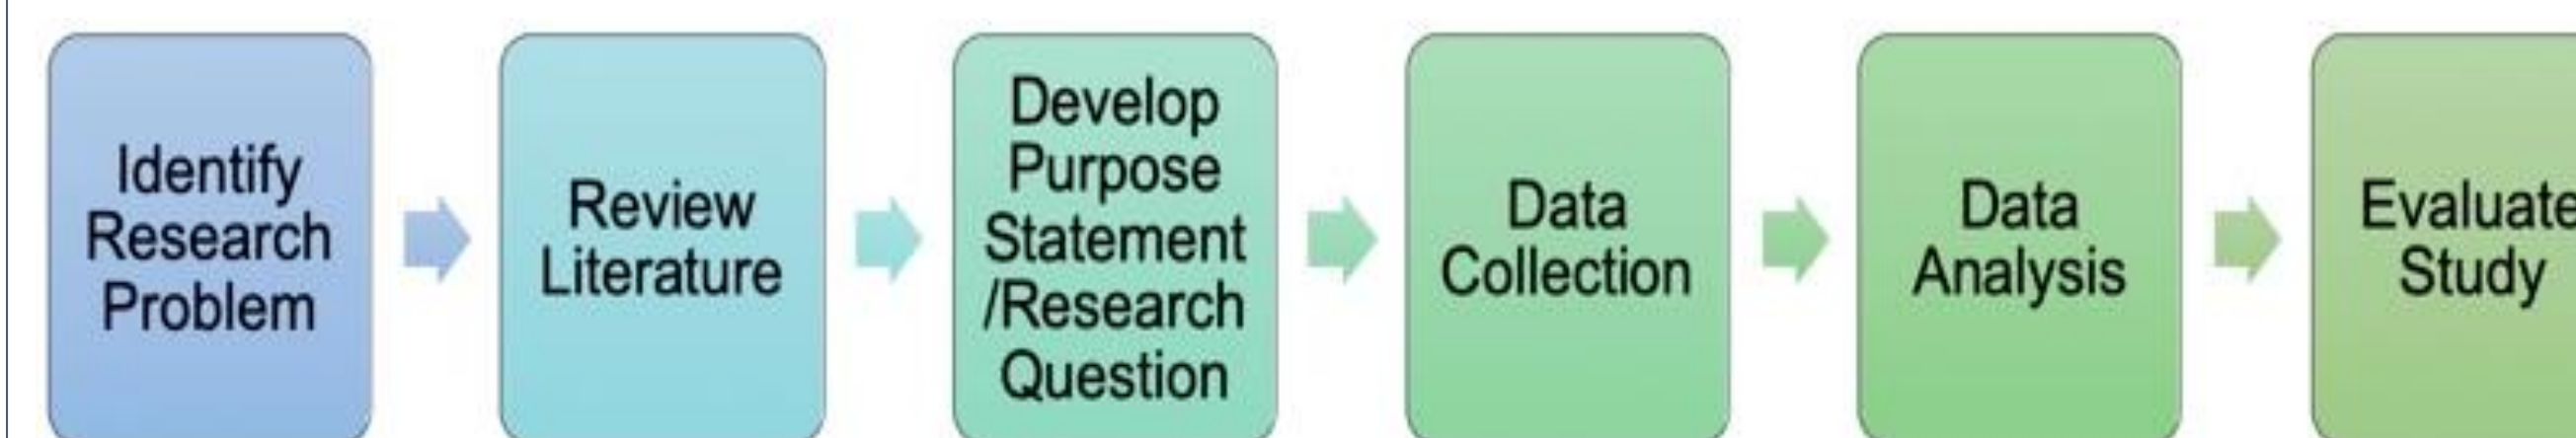 Identify
Research
Problem
Review
Literature
Develop
Purpose
Statement
/Research
Question
Data
Collection
Data
Analysis
Evaluate
Study